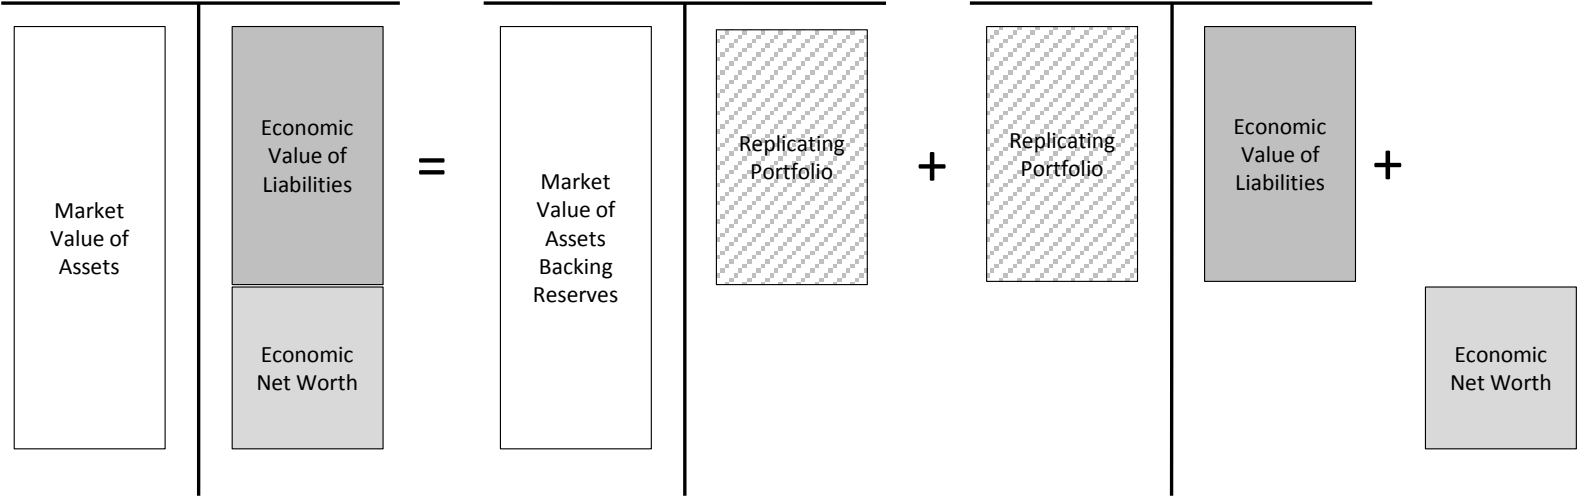 Market
Value of
Assets
Economic
Value of
Liabilities
Economic
Net Worth
=
Market
Value of
Assets
Backing
Reserves
Replicating
Portfolio
+
Replicating
Portfolio
Economic
Value of
Liabilities
+
Economic
Net Worth